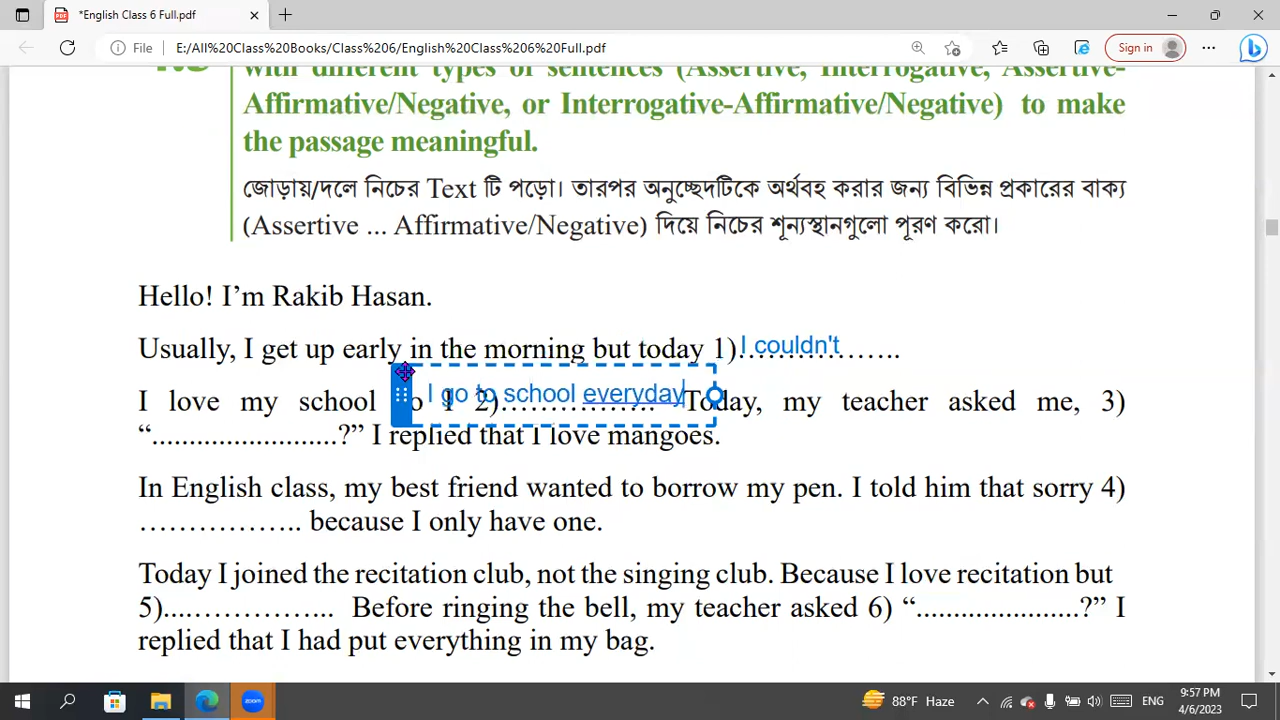 *English Class 6 Full.pdf
File E:/All%20Class%20Books/Class%206/English%20Class%206%20Full.pdf Sign in
with different types of sentences (Assertive, Interrogative, Assertive-
Affirmative/Negative, or Interrogative-Affirmative/Negative) to make
the passage meaningful.
জোড়ায়/দলে নিচের Text টি পড়ো। তারপর অনুচ্ছেদটিকে অর্থবহ করার জন্য বিভিন্ন প্রকারের বাক্য
(Assertive ... Affirmative/Negative) দিয়ে নিচের শূন্যস্থানগুলো পূরণ করো।
Hello! I’m Rakib Hasan.
Usually, I get up early in the morning but today 1)……………….. I couldn't
I love my school so I 2)…………….. Today, my teacher asked me, 3)
I go to school everyday
“.........................?” I replied that I love mangoes.
In English class, my best friend wanted to borrow my pen. I told him that sorry 4)
…………….. because I only have one.
Today I joined the recitation club, not the singing club. Because I love recitation but
5)....…………….. Before ringing the bell, my teacher asked 6) “......................?” I
replied that I had put everything in my bag.
zoom
88°F Haze ENG 9:57 PM
4/6/2023